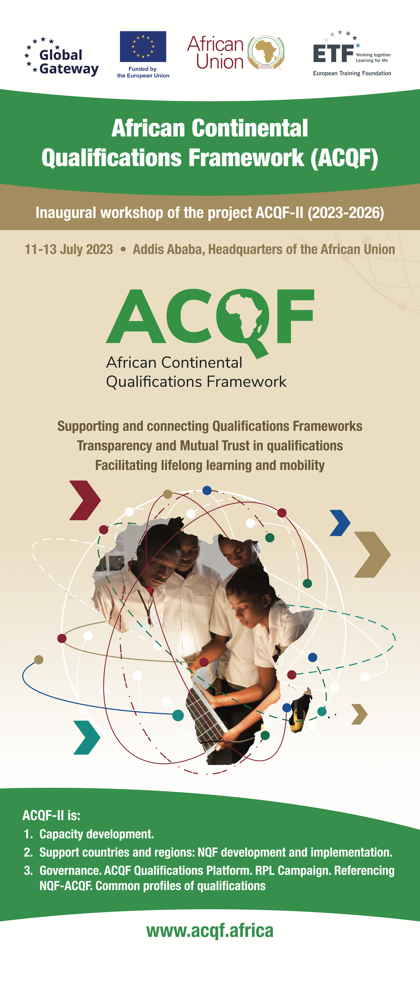 Global
Gateway
Funded by
the European Union
African
Union
ETF
Working together
Learning for life
European Training Foundation
African Continental
Qualifications Framework (ACQF)
Inaugural workshop of the project ACQF-II (2023-2026)
11-13 July 2023 • Addis Ababa, Headquarters of the African Union
ACQF
African Continental
Qualifications Framework
Supporting and connecting Qualifications Frameworks
Transparency and Mutual Trust in qualifications
Facilitating lifelong learning and mobility
ACQF-II is:
1. Capacity development.
2. Support countries and regions: NQF development and implementation.
3. Governance. ACQF Qualifications Platform. RPL Campaign. Referencing
NQF-ACQF. Common profiles of qualifications
www.acqf.africa